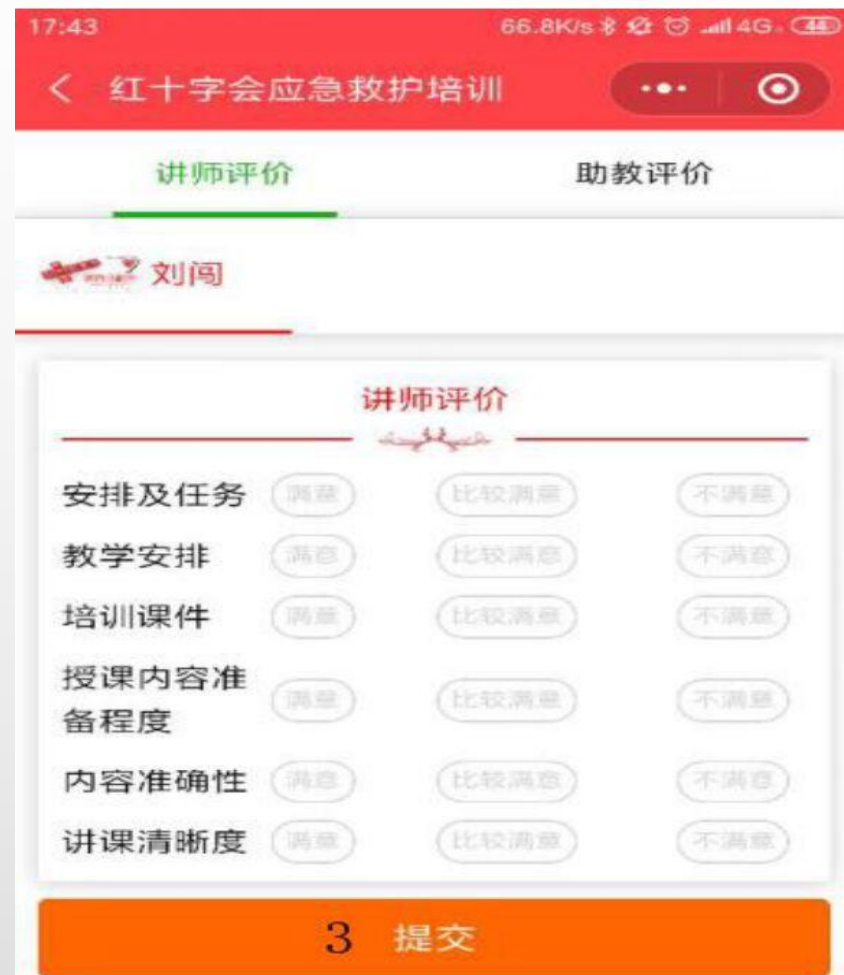 17:43 66.8K/s 4G 44
红十字会应急救护培训
讲师评价 助教评价
刘闯
讲师评价
安排及任务 满意 比较满意 不满意
教学安排 满意 比较满意 不满意
培训课件 满意 比较满意 不满意
授课内容准
备程度 满意 比较满意 不满意
内容准确性 满意 比较满意 不满意
讲课清晰度 满意 比较满意 不满意
3 提交